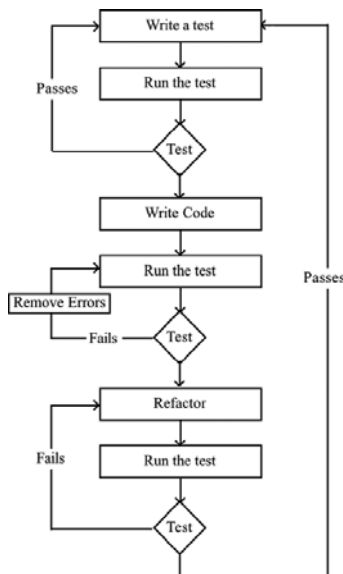 Write a test
Passes
Run the test
Test
Write Code
Run the test
Passes
Remove Errors
Fails
Test
Refactor
Fails
Run the test
Test